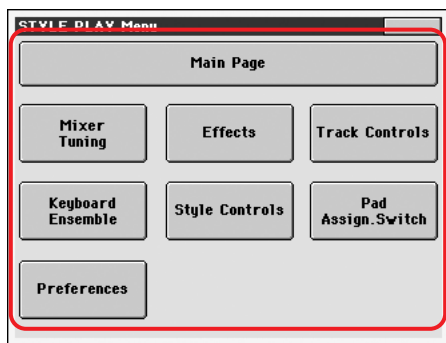 STYLE PLAY Menu
Main Page
Mixer
Tuning
Effects
Track Controls
Keyboard
Ensemble
Style Controls
Pad
Assign.Switch
Preferences